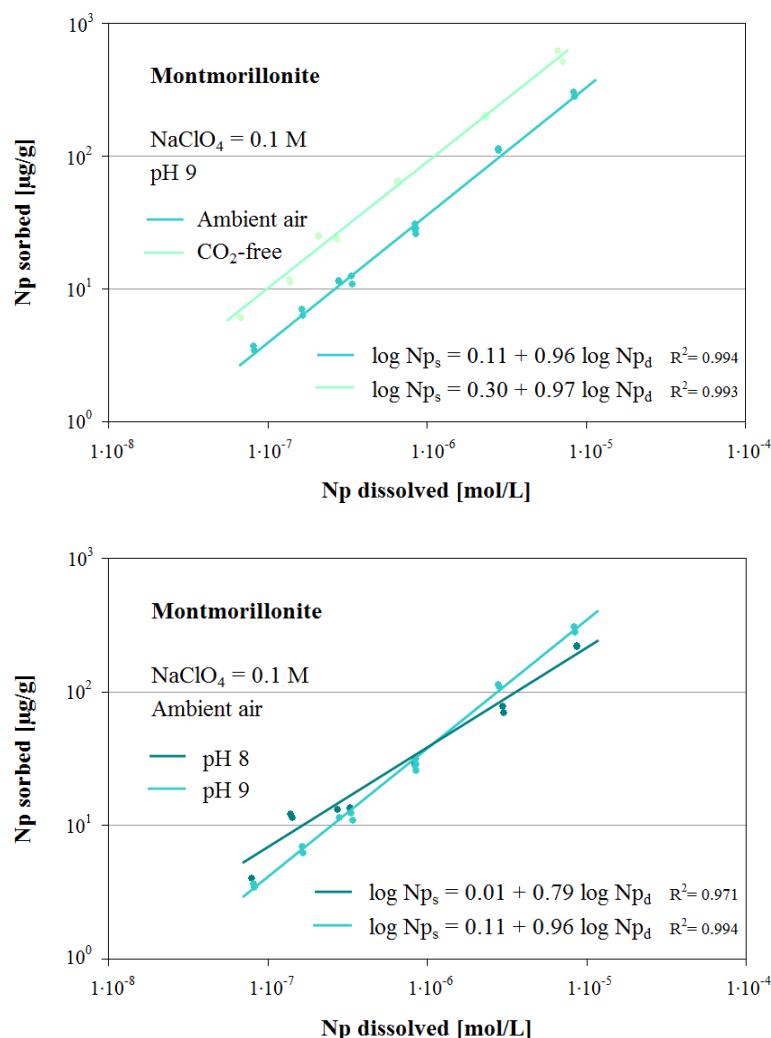 10³
Montmorillonite
NaClO₄ = 0.1 M
10²
pH 9
Np sorbed [µg/g]
Ambient air
CO₂-free
10¹
log Npₛ = 0.11 + 0.96 log Np_d R²= 0.994
log Npₛ = 0.30 + 0.97 log Np_d R²= 0.993
10⁰
1·10⁻⁸ 1·10⁻⁷ 1·10⁻⁶ 1·10⁻⁵ 1·10⁻⁴
Np dissolved [mol/L]
10³
Montmorillonite
NaClO₄ = 0.1 M
10²
Ambient air
Np sorbed [µg/g]
pH 8
pH 9
10¹
log Npₛ = 0.01 + 0.79 log Np_d R²= 0.971
log Npₛ = 0.11 + 0.96 log Np_d R²= 0.994
10⁰
1·10⁻⁸ 1·10⁻⁷ 1·10⁻⁶ 1·10⁻⁵ 1·10⁻⁴
Np dissolved [mol/L]